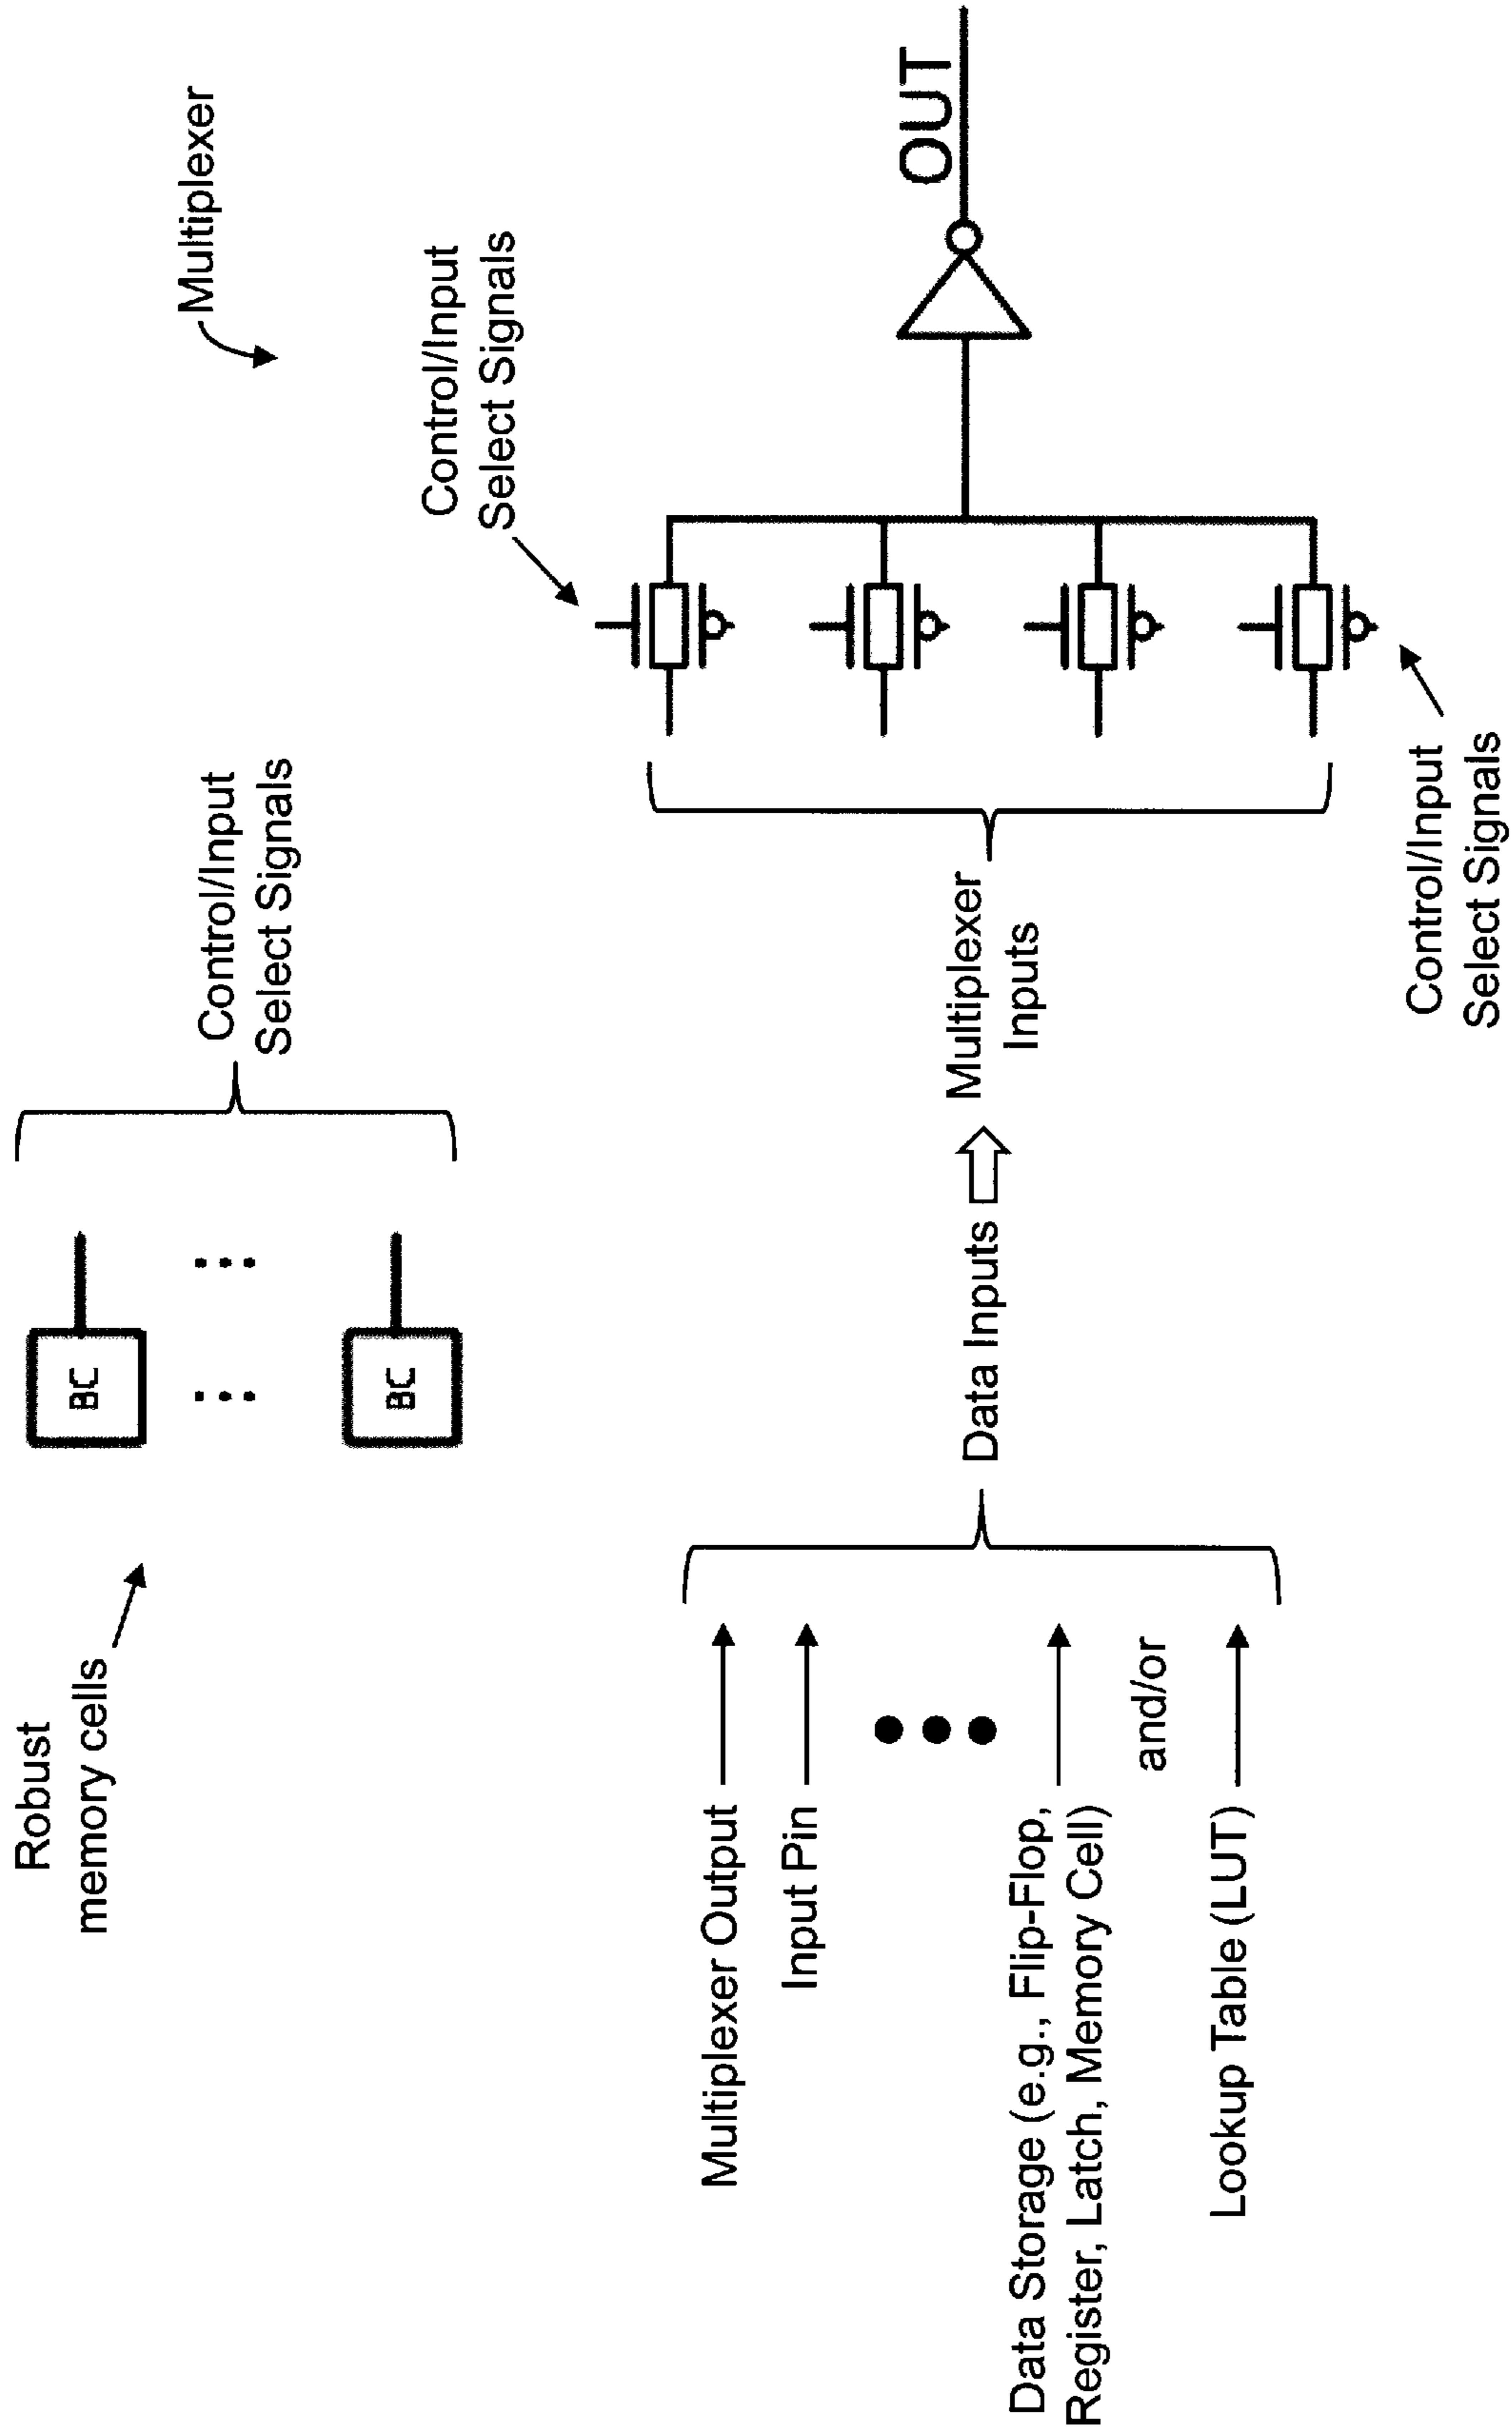 Robust
memory cells
BC
BC
Control/Input
Select Signals
Multiplexer
Multiplexer Output
Input Pin
Data Storage (e.g., Flip-Flop,
Register, Latch, Memory Cell)
and/or
Lookup Table (LUT)
Data Inputs
Multiplexer
Inputs
Control/Input
Select Signals
Control/Input
Select Signals
OUT